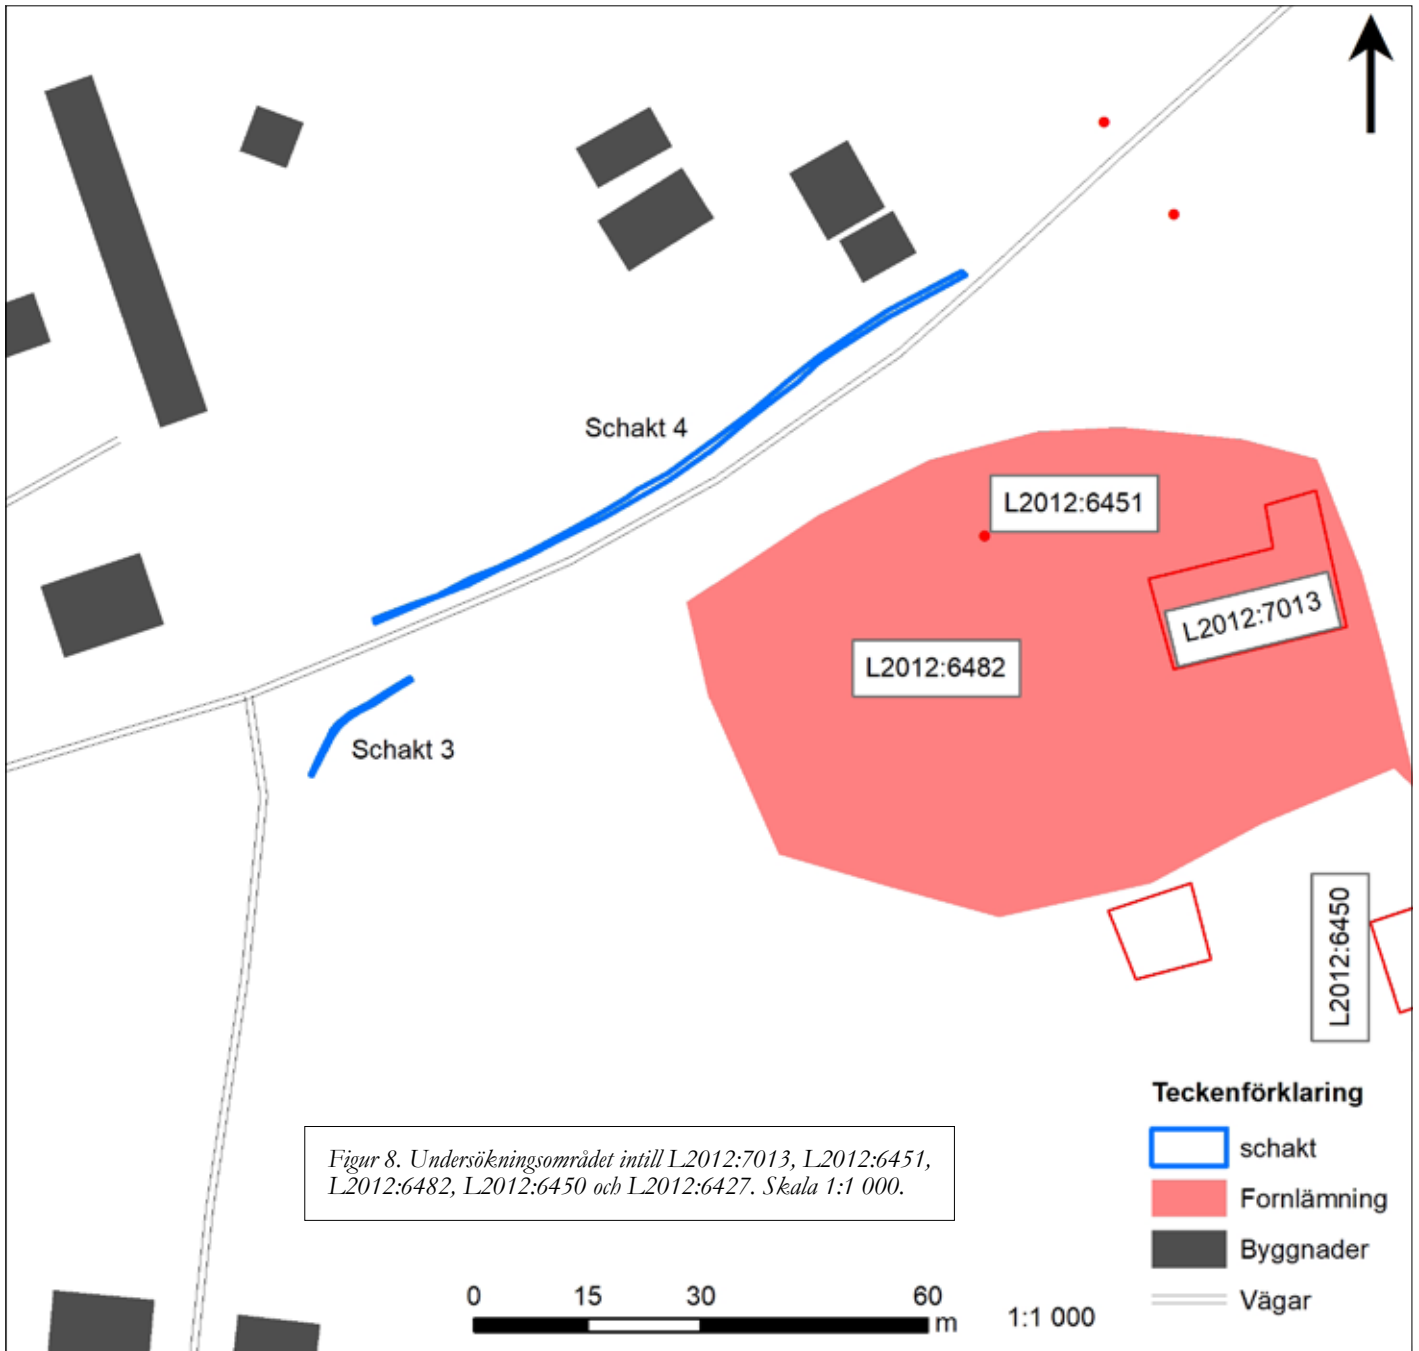 Schakt 4
L2012:6451
L2012:7013
L2012:6482
Schakt 3
L2012:6450
Teckenförklaring
schakt
Fornlämning
Byggnader
Vägar
Figur 8. Undersökningsområdet intill L2012:7013, L2012:6451,
L2012:6482, L2012:6450 och L2012:6427. Skala 1:1 000.
0 15 30 60
m
1:1 000